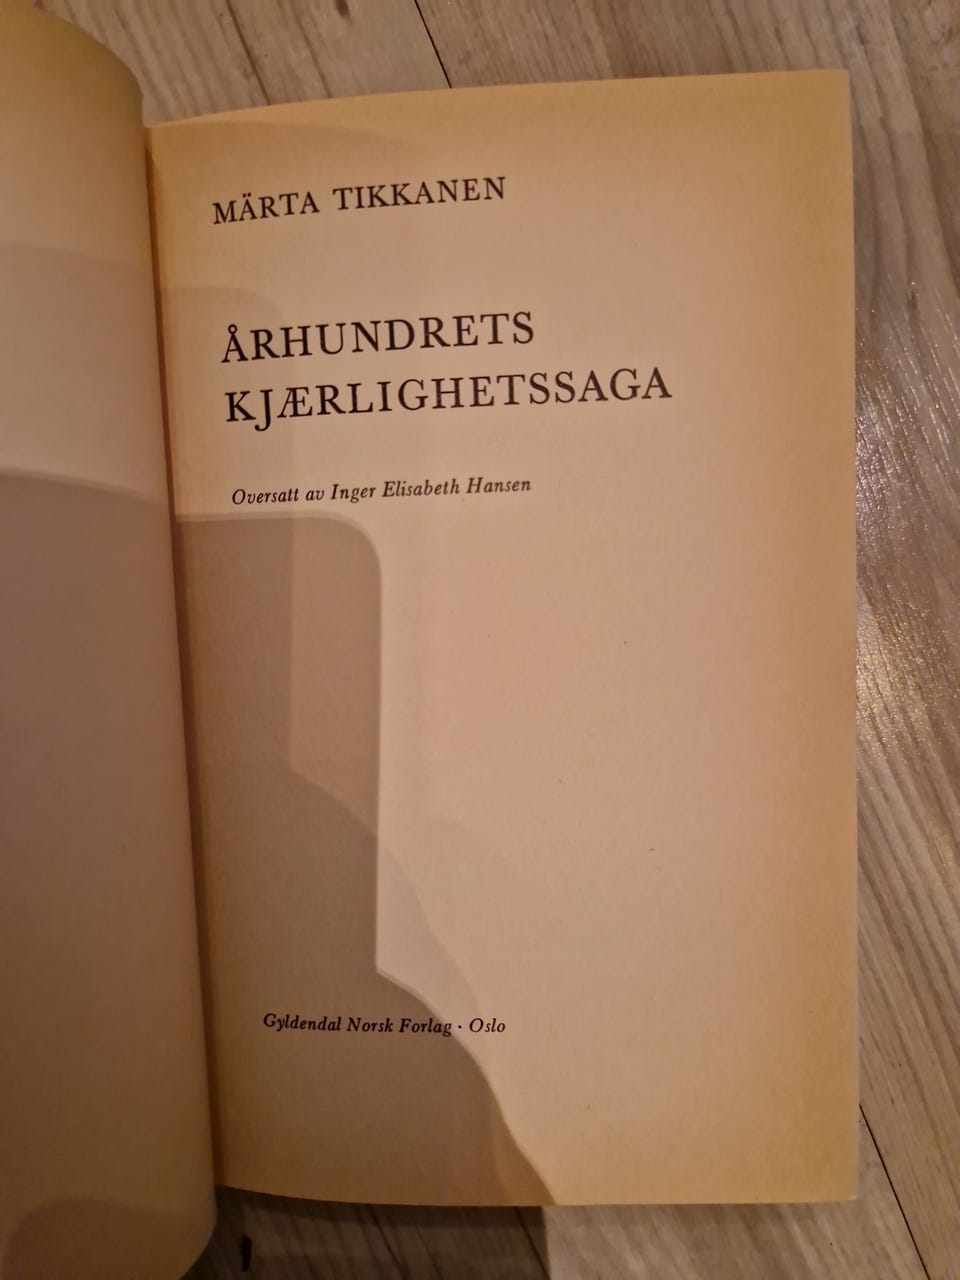 MÄRTA TIKKANEN
ÅRHUNDRETS
KJÆRLIGHETSSAGA
Oversatt av Inger Elisabeth Hansen
Gyldendal Norsk Forlag · Oslo